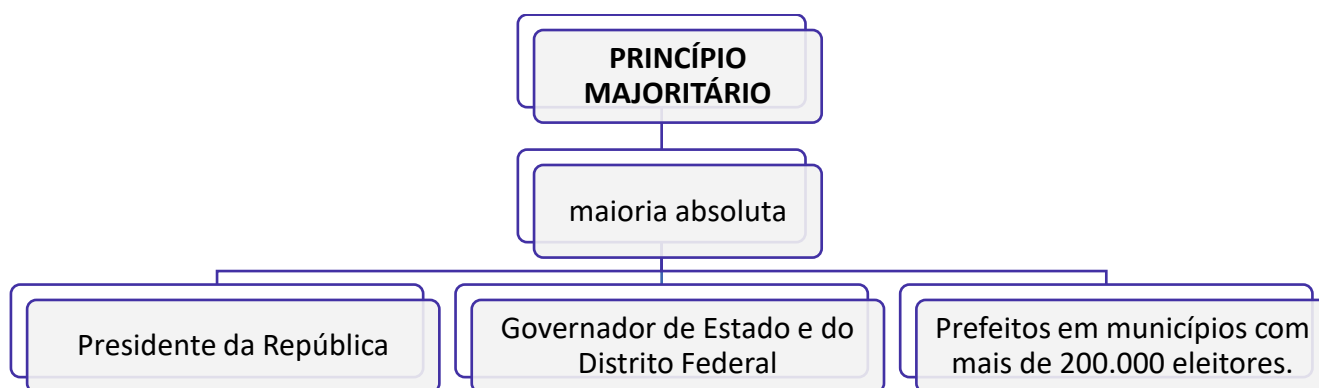 PRINCÍPIO
MAJORITÁRIO
maioria absoluta
Presidente da República
Governador de Estado e do
Distrito Federal
Prefeitos em municípios com
mais de 200.000 eleitores.